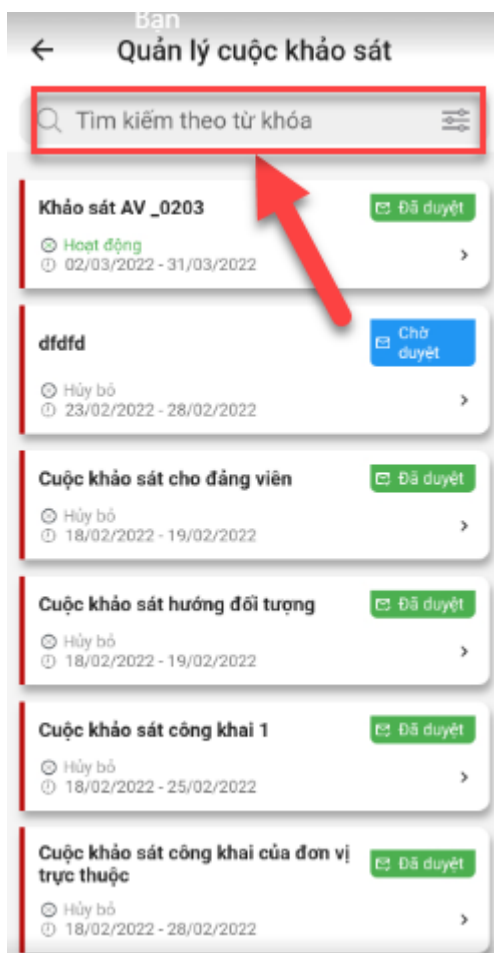 Bạn
Quản lý cuộc khảo sát
Tìm kiếm theo từ khóa
Khảo sát AV _0203
Đã duyệt
Hoạt động
02/03/2022 - 31/03/2022
dfdfd
Chờ
duyệt
Hủy bỏ
23/02/2022 - 28/02/2022
Cuộc khảo sát cho đảng viên
Đã duyệt
Hủy bỏ
18/02/2022 - 19/02/2022
Cuộc khảo sát hướng đối tượng
Đã duyệt
Hủy bỏ
18/02/2022 - 19/02/2022
Cuộc khảo sát công khai 1
Đã duyệt
Hủy bỏ
18/02/2022 - 25/02/2022
Cuộc khảo sát công khai của đơn vị
trực thuộc
Đã duyệt
Hủy bỏ
18/02/2022 - 28/02/2022